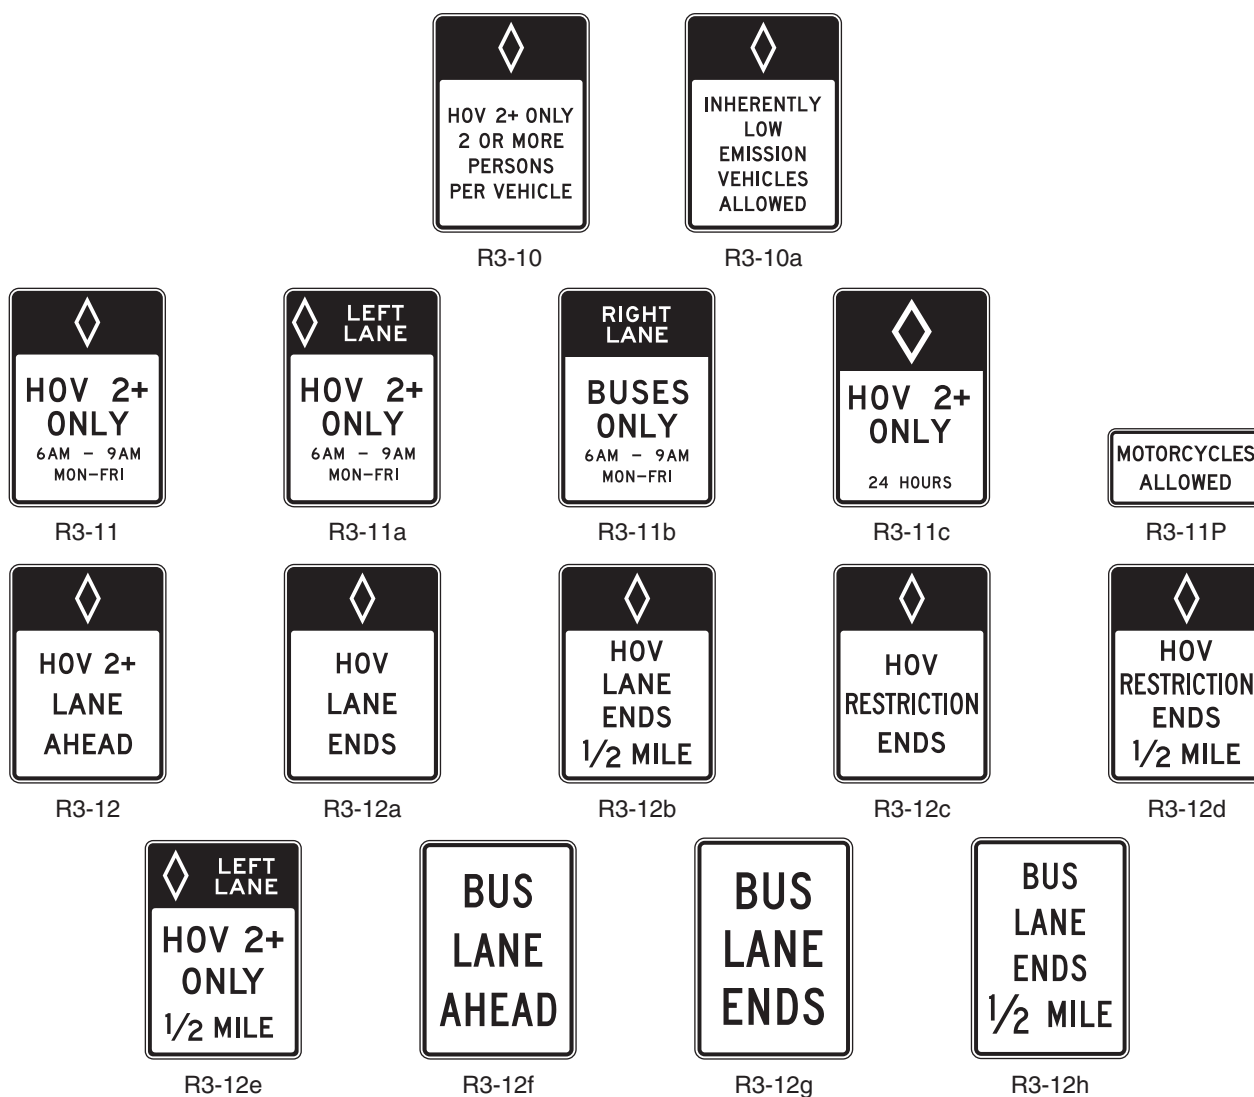 HOV 2+ ONLY
2 OR MORE
PERSONS
PER VEHICLE
R3-10
INHERENTLY
LOW
EMISSION
VEHICLES
ALLOWED
R3-10a
HOV 2+
ONLY
6AM – 9AM
MON–FRI
R3-11
LEFT
LANE
HOV 2+
ONLY
6AM – 9AM
MON–FRI
R3-11a
RIGHT
LANE
BUSES
ONLY
6AM – 9AM
MON–FRI
R3-11b
HOV 2+
ONLY
24 HOURS
R3-11c
MOTORCYCLES
ALLOWED
R3-11P
HOV 2+
LANE
AHEAD
R3-12
HOV
LANE
ENDS
R3-12a
HOV
LANE
ENDS
1/2 MILE
R3-12b
HOV
RESTRICTION
ENDS
R3-12c
HOV
RESTRICTION
ENDS
1/2 MILE
R3-12d
LEFT
LANE
HOV 2+
ONLY
1/2 MILE
R3-12e
BUS
LANE
AHEAD
R3-12f
BUS
LANE
ENDS
R3-12g
BUS
LANE
ENDS
1/2 MILE
R3-12h